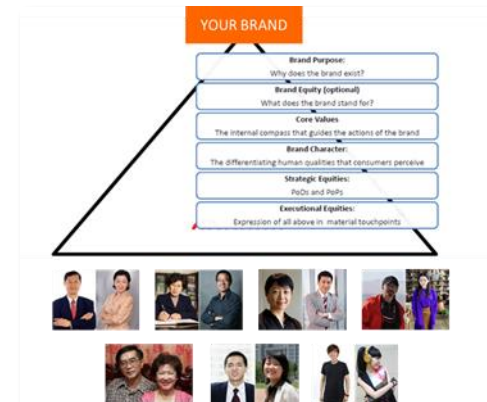 YOUR BRAND
Brand Purpose:
Why does the brand exist?
Brand Equity (optional)
What does the brand stand for?
Core Values
The internal compass that guides the actions of the brand
Brand Character:
The differentiating human qualities that consumers perceive
Strategic Equities:
PoDs and PoPs
Executional Equities:
Expression of all above in material touchpoints